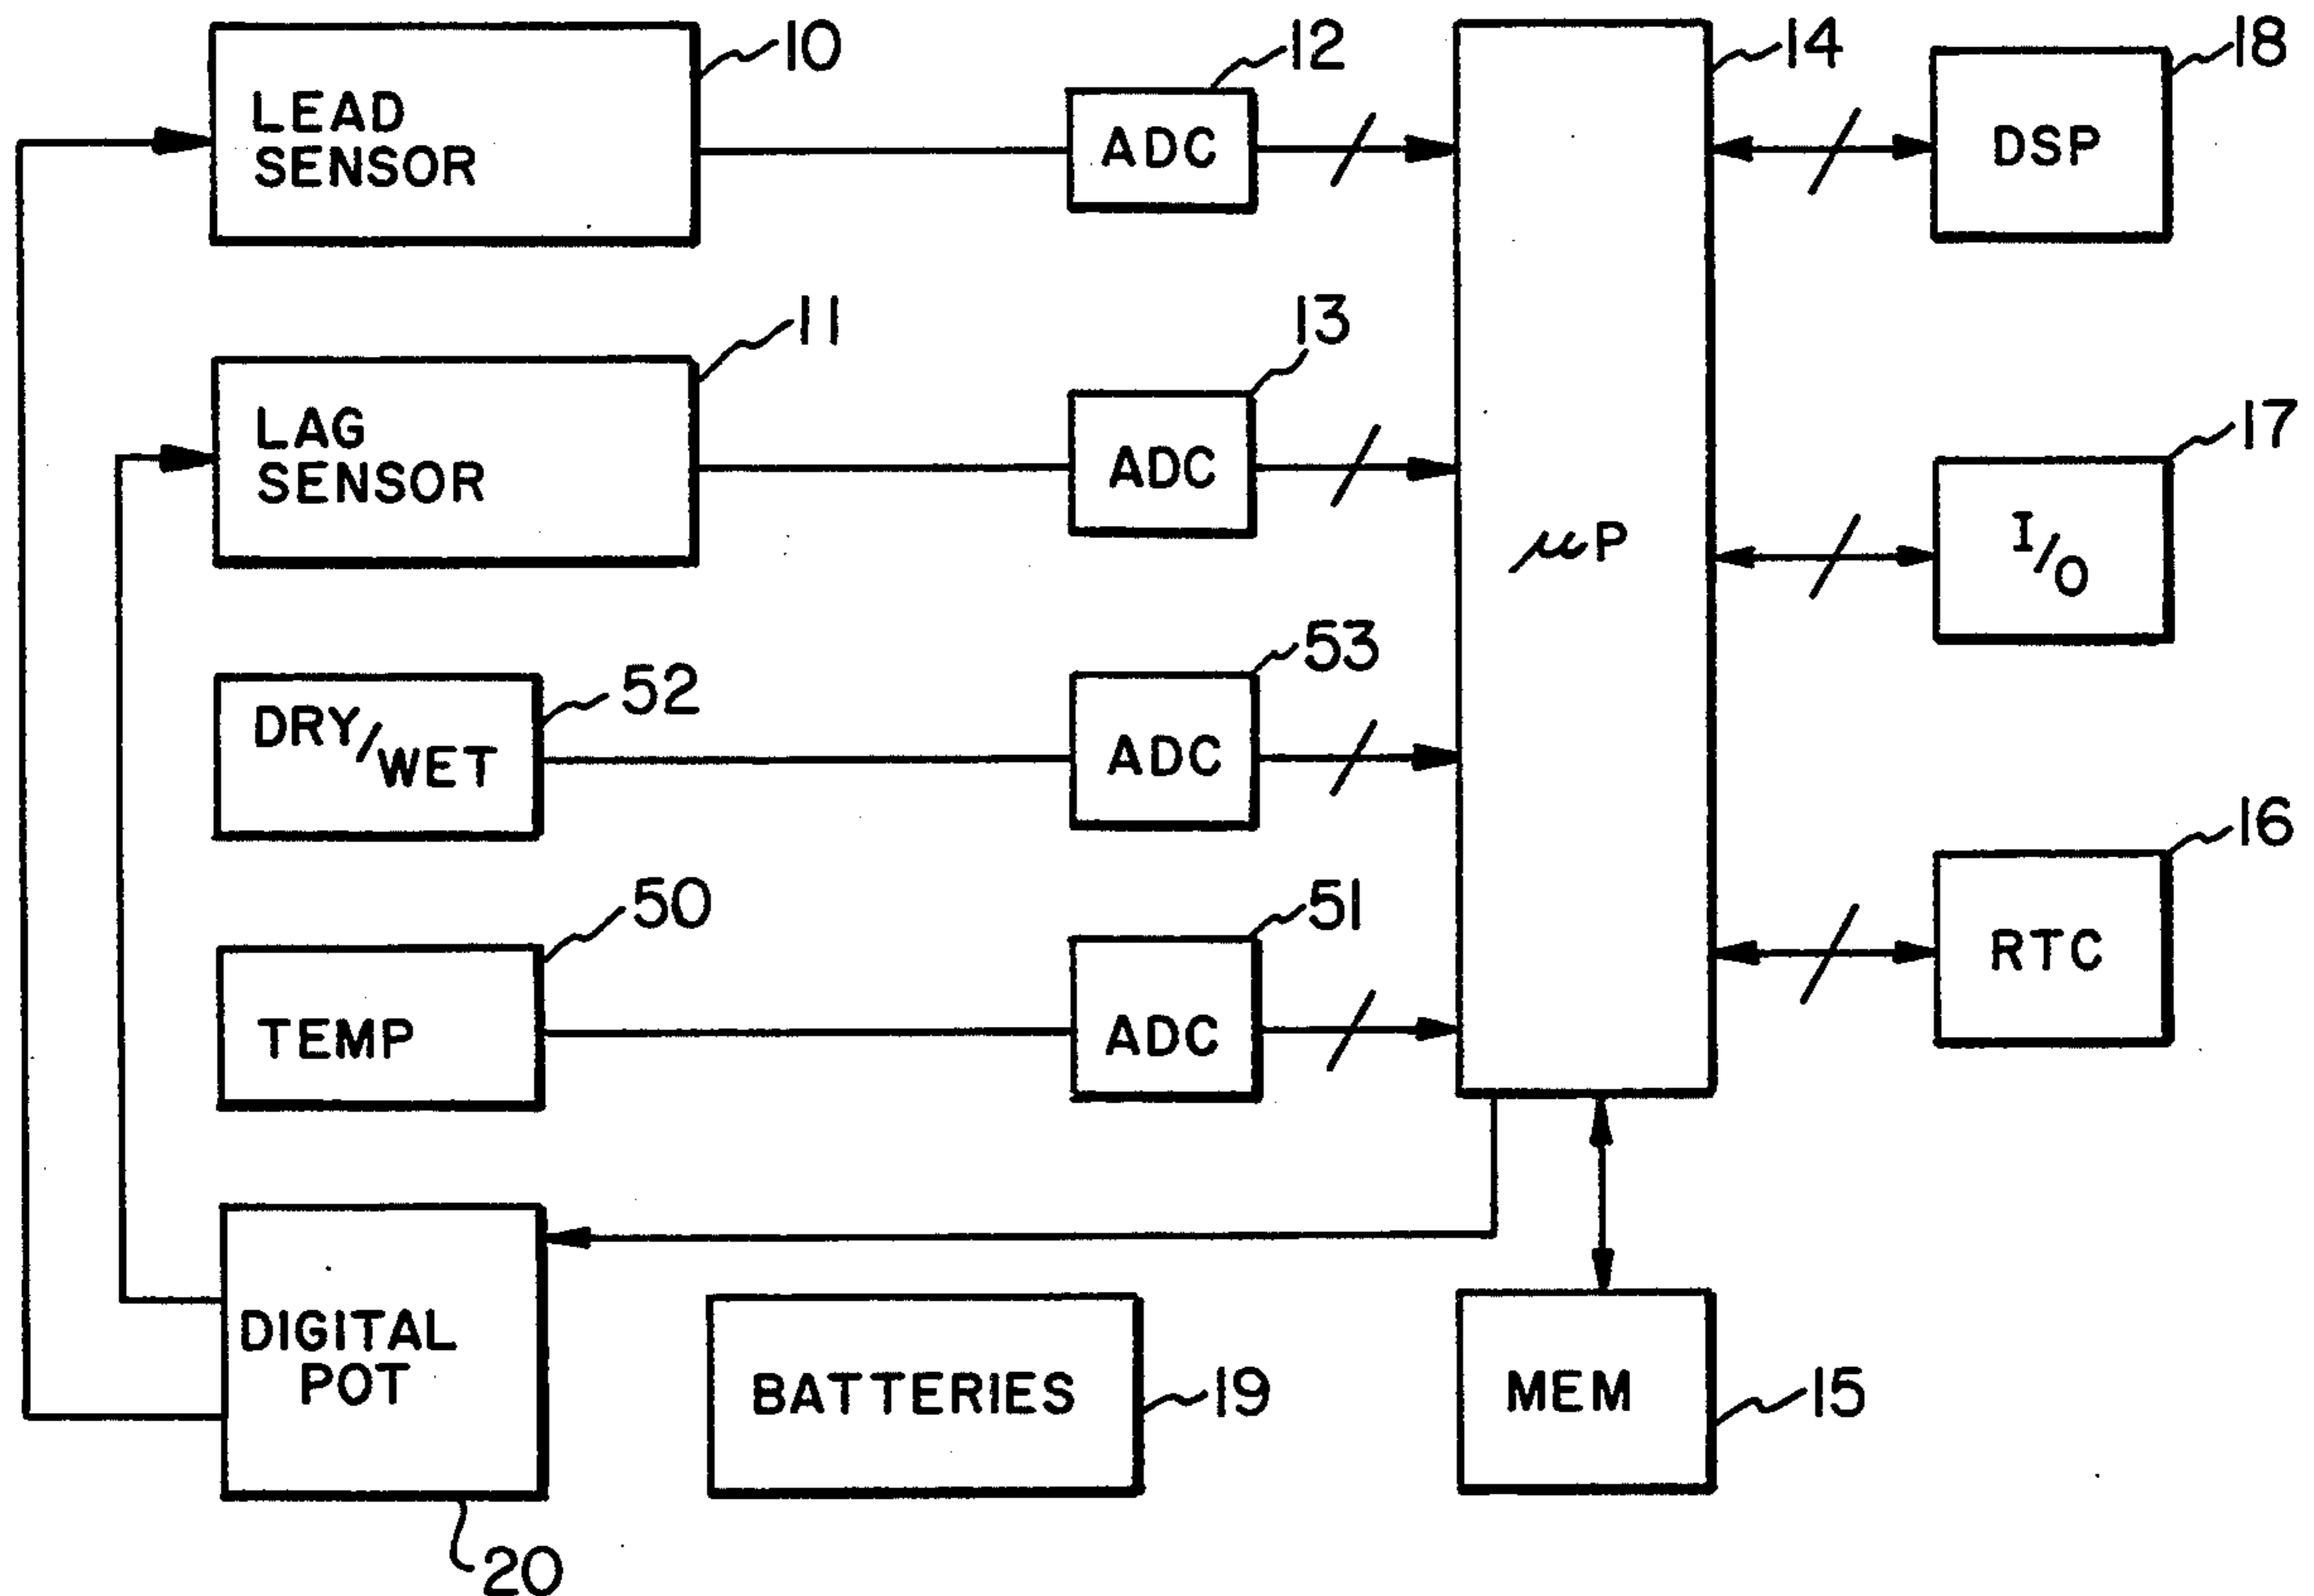 10
LEAD
SENSOR
12
ADC
14
μP
18
DSP
11
LAG
SENSOR
13
ADC
17
I/O
52
DRY/WET
53
ADC
16
RTC
50
TEMP
51
ADC
DIGITAL
POT
20
BATTERIES
19
MEM
15